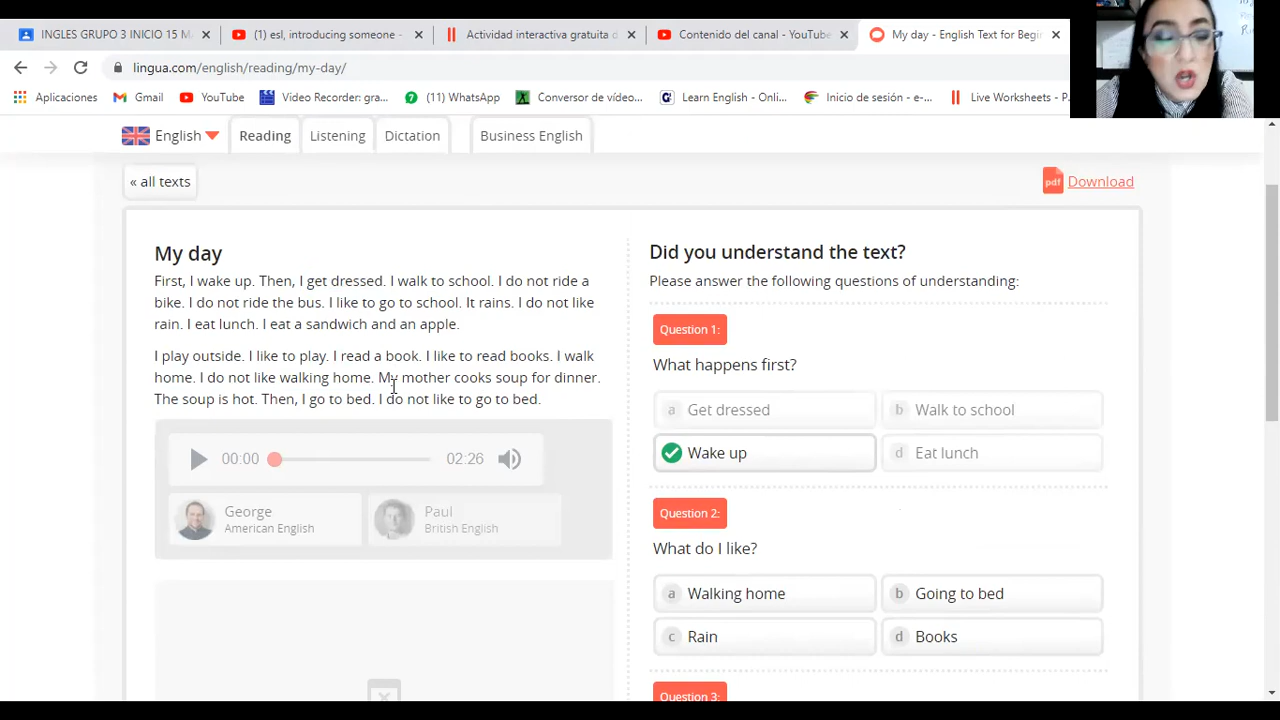 INGLES GRUPO 3 INICIO 15 M
(1) esl, introducing someone -
Actividad interactiva gratuita d
Contenido del canal - YouTube
My day - English Text for Begi
lingua.com/english/reading/my-day/
Aplicaciones
Gmail
YouTube
Video Recorder: gra...
(11) WhatsApp
Conversor de vídeo...
Learn English - Onli...
Inicio de sesión - e-...
Live Worksheets - P
English
Reading
Listening
Dictation
Business English
« all texts
pdf Download
My day
First, I wake up. Then, I get dressed. I walk to school. I do not ride a
bike. I do not ride the bus. I like to go to school. It rains. I do not like
rain. I eat lunch. I eat a sandwich and an apple.
I play outside. I like to play. I read a book. I like to read books. I walk
home. I do not like walking home. My mother cooks soup for dinner.
The soup is hot. Then, I go to bed. I do not like to go to bed.
00:00
02:26
George
American English
Paul
British English
Did you understand the text?
Please answer the following questions of understanding:
Question 1:
What happens first?
a Get dressed
b Walk to school
Wake up
d Eat lunch
Question 2:
What do I like?
a Walking home
b Going to bed
c Rain
d Books
Question 3: